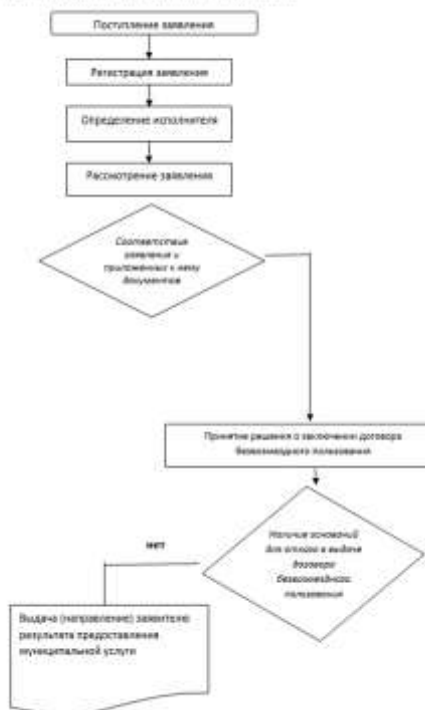 Поступление заявления
Регистрация заявления
Определение исполнителя
Рассмотрение заявления
Соответствие
заявления и
приложенных к нему
документов
Принятие решения о заключении договора
безвозмездного пользования
Наличие оснований
для отказа в выдаче
договора
безвозмездного
пользования
НЕТ
Выдача (направление) заявителю
результата предоставления
муниципальной услуги